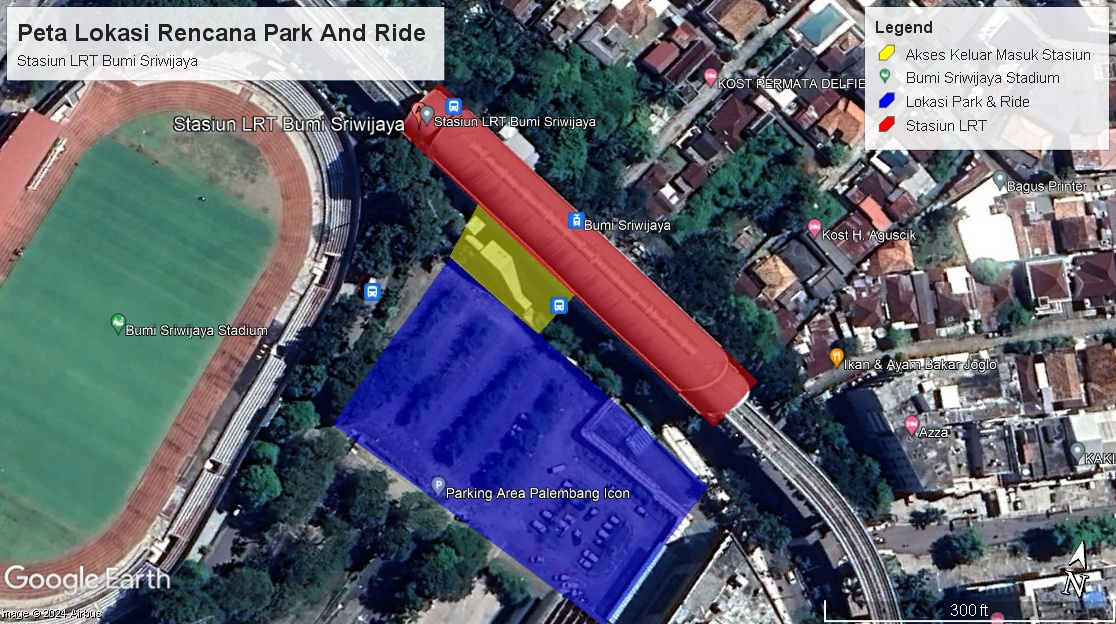 Peta Lokasi Rencana Park And Ride
Stasiun LRT Bumi Sriwijaya
Legend
Akses Keluar Masuk Stasiun
Bumi Sriwijaya Stadium
Lokasi Park & Ride
Stasiun LRT
KOST PERMATA DELFIE
Stasiun LRT Bumi Sriwijaya
Stasiun LRT Bumi Sriwijaya
Bagus Printer
Bumi Sriwijaya
Kost H. Aguscik
Bumi Sriwijaya Stadium
Ikan & Ayam Bakar Joglo
Azza
KAKI
P
Parking Area Palembang Icon
Google Earth
Image © 2024 Airbus
N
300 ft